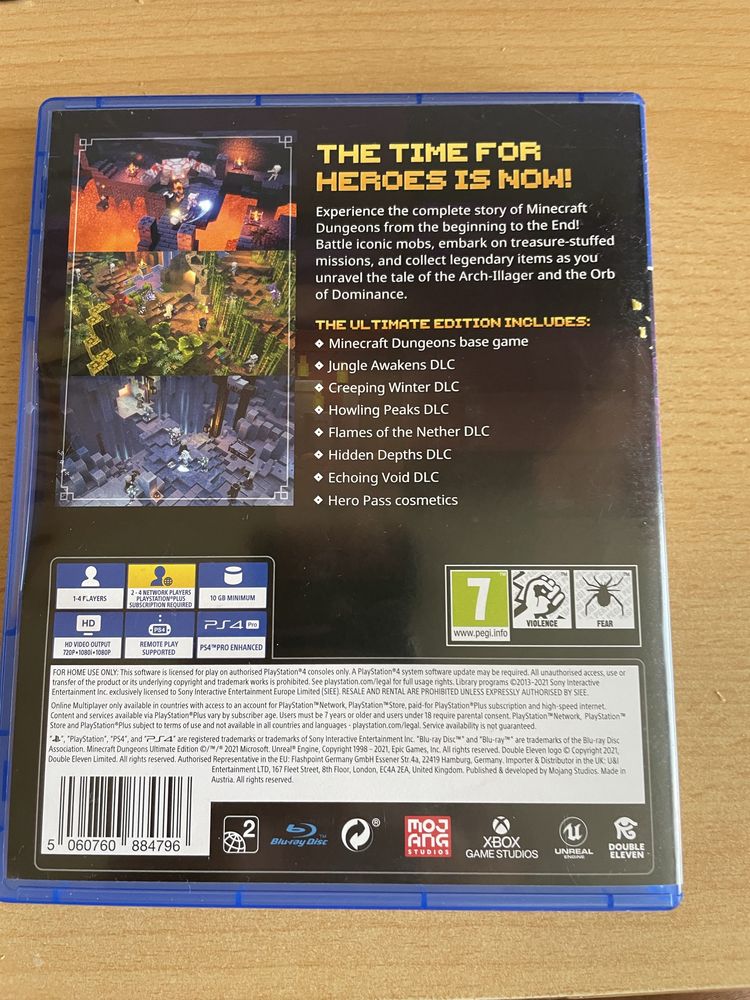 THE TIME FOR
HEROES IS NOW!
Experience the complete story of Minecraft
Dungeons from the beginning to the End!
Battle iconic mobs, embark on treasure-stuffed
missions, and collect legendary items as you
unravel the tale of the Arch-Illager and the Orb
of Dominance.
THE ULTIMATE EDITION INCLUDES:
Minecraft Dungeons base game
Jungle Awakens DLC
Creeping Winter DLC
Howling Peaks DLC
Flames of the Nether DLC
Hidden Depths DLC
Echoing Void DLC
Hero Pass cosmetics
1-4 PLAYERS
2 - 4 NETWORK PLAYERS
PLAYSTATION®PLUS
SUBSCRIPTION REQUIRED
10 GB MINIMUM
HD
HD VIDEO OUTPUT
720P•1080i•1080P
PS4
REMOTE PLAY
SUPPORTED
PS4 Pro
PS4™PRO ENHANCED
7
www.pegi.info
VIOLENCE
FEAR
FOR HOME USE ONLY: This software is licensed for play on authorised PlayStation®4 consoles only. A PlayStation®4 system software update may be required. All unauthorised access, use or
transfer of the product or its underlying copyright and trademark works is prohibited. See playstation.com/legal for full usage rights. Library programs ©2013-2021 Sony Interactive
Entertainment Inc. exclusively licensed to Sony Interactive Entertainment Europe Limited (SIEE). RESALE AND RENTAL ARE PROHIBITED UNLESS EXPRESSLY AUTHORISED BY SIEE.
Online Multiplayer only available in countries with access to an account for PlayStation™Network, PlayStation™Store, paid-for PlayStation®Plus subscription and high-speed internet.
Content and services available via PlayStation®Plus vary by subscriber age. Users must be 7 years or older and users under 18 require parental consent. PlayStation™Network, PlayStation™
Store and PlayStation®Plus subject to terms of use and not available in all countries and languages - playstation.com/legal. Service availability is not guaranteed.
"PlayStation", "PS4", and "PS4" are registered trademarks or trademarks of Sony Interactive Entertainment Inc. "Blu-ray Disc™" and "Blu-ray™" are trademarks of the Blu-ray Disc
Association. Minecraft Dungeons Ultimate Edition ©/™/® 2021 Microsoft. Unreal® Engine, Copyright 1998 – 2021, Epic Games, Inc. All rights reserved. Double Eleven logo © Copyright 2021,
Double Eleven Limited. All rights reserved. Authorised Representative in the EU: Flashpoint Germany GmbH Essener Str.4a, 22419 Hamburg, Germany. Importer & Distributor in the UK: U&I
Entertainment LTD, 167 Fleet Street, 8th Floor, London, EC4A 2EA, United Kingdom. Published & developed by Mojang Studios. Made in
Austria. All rights reserved.
5 060760 884796
2
Blu-ray Disc
®
MOJ
ANG
STUDIOS
XBOX
GAME STUDIOS
UNREAL
ENGINE
DOUBLE
ELEVEN